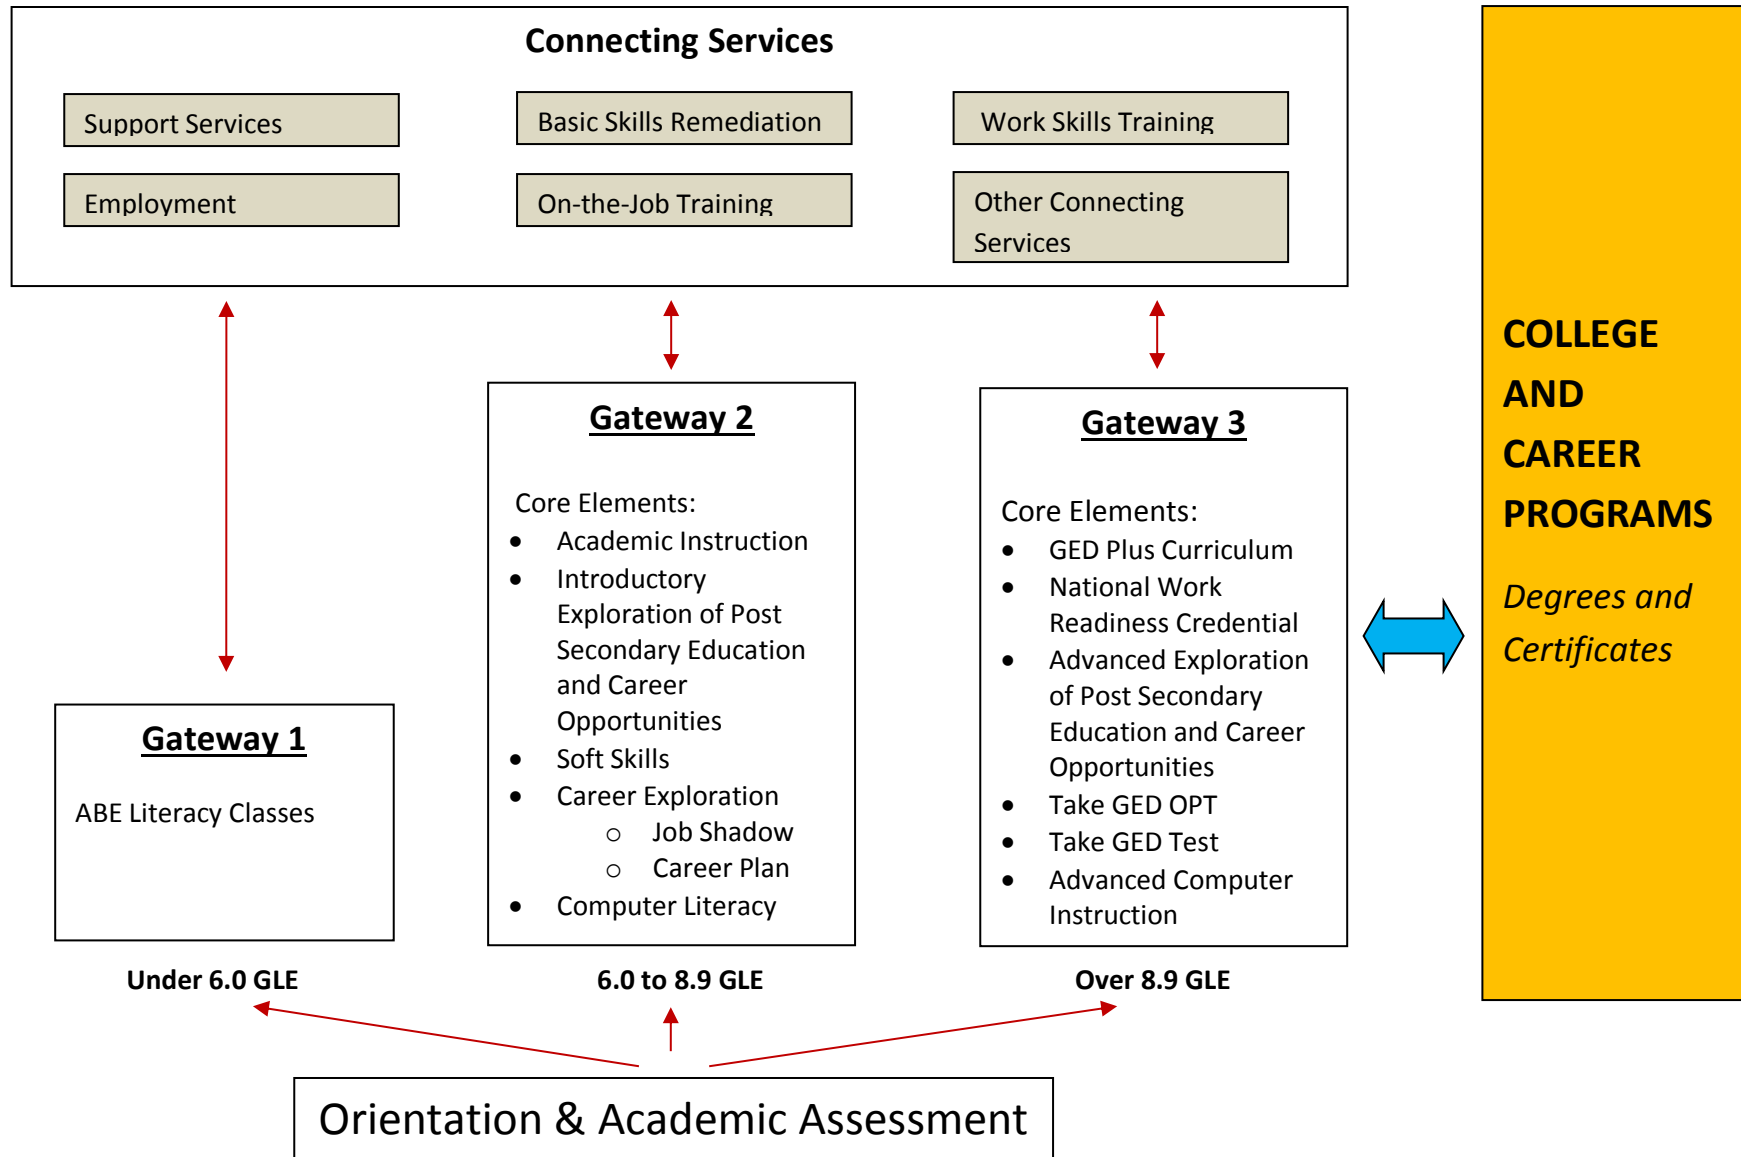 Connecting Services
Support Services
Basic Skills Remediation
Work Skills Training
Employment
On-the-Job Training
Other Connecting
Services
Gateway 1
ABE Literacy Classes
Under 6.0 GLE
Gateway 2
Core Elements:
• Academic Instruction
• Introductory
Exploration of Post
Secondary Education
and Career
Opportunities
• Soft Skills
• Career Exploration
o Job Shadow
o Career Plan
• Computer Literacy
6.0 to 8.9 GLE
Gateway 3
Core Elements:
• GED Plus Curriculum
• National Work
Readiness Credential
• Advanced Exploration
of Post Secondary
Education and Career
Opportunities
• Take GED OPT
• Take GED Test
• Advanced Computer
Instruction
Over 8.9 GLE
COLLEGE
AND
CAREER
PROGRAMS
Degrees and
Certificates
Orientation & Academic Assessment